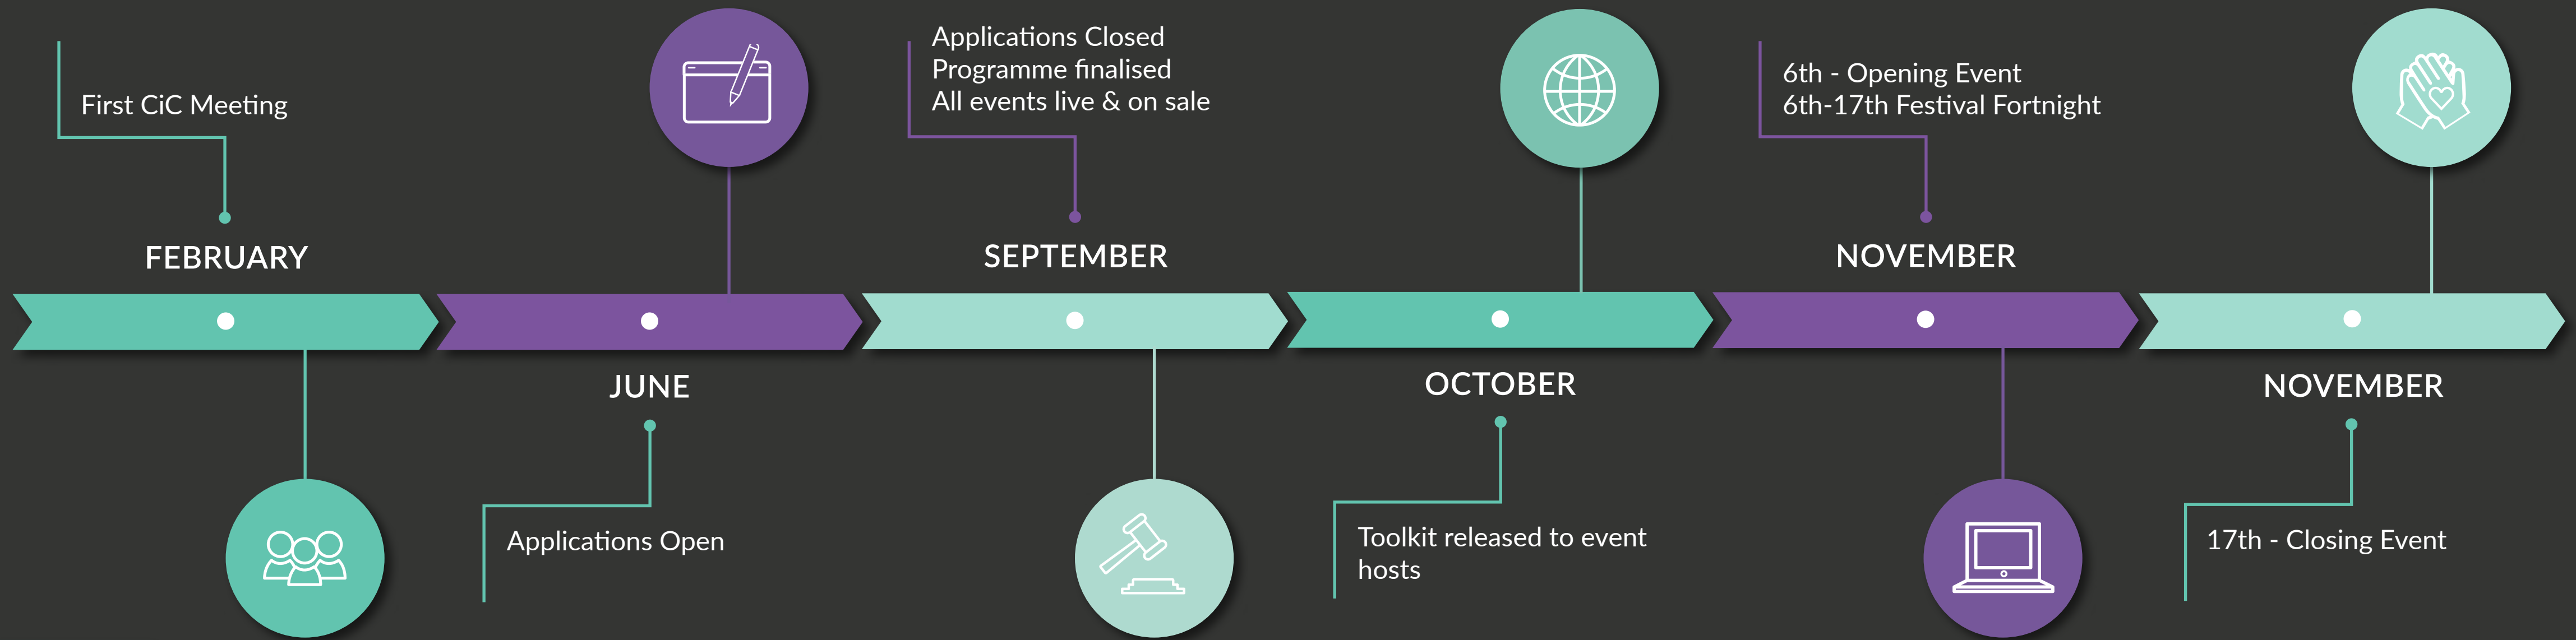 First CiC Meeting
FEBRUARY
JUNE
Applications Open
Applications Closed
Programme finalised
All events live & on sale
SEPTEMBER
OCTOBER
Toolkit released to event
hosts
6th - Opening Event
6th-17th Festival Fortnight
NOVEMBER
NOVEMBER
17th - Closing Event